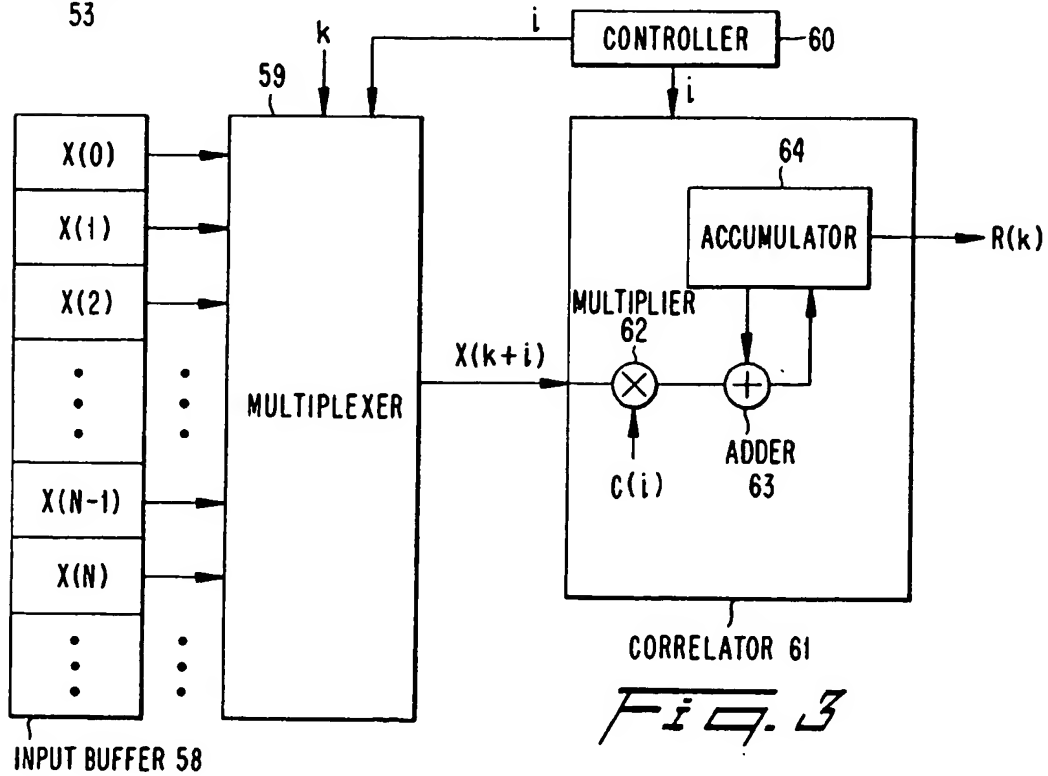 53
k
i
CONTROLLER
60
59
i
X(0)
64
X(1)
ACCUMULATOR
R(k)
X(2)
MULTIPLIER
62
X(k+i)
MULTIPLEXER
ADDER
63
C(i)
X(N-1)
X(N)
CORRELATOR 61
Fig. 3
INPUT BUFFER 58